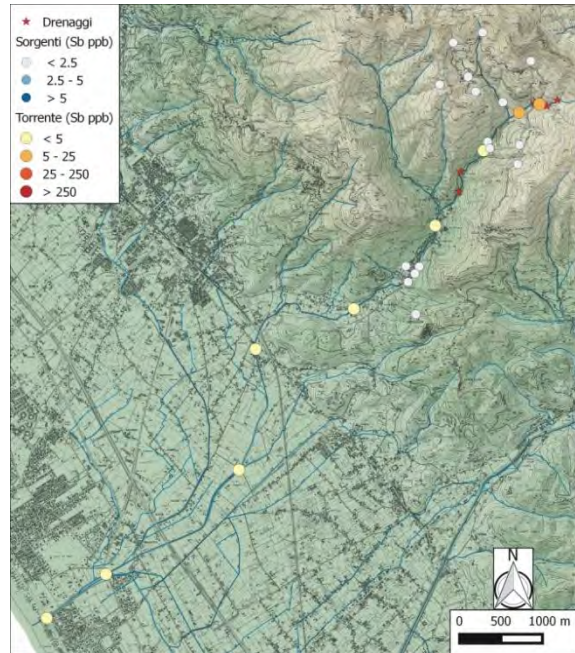 Drenaggi
Sorgenti (Sb ppb)
< 2.5
2.5 - 5
> 5
Torrente (Sb ppb)
< 5
5 - 25
25 - 250
> 250
N
0 500 1000 m